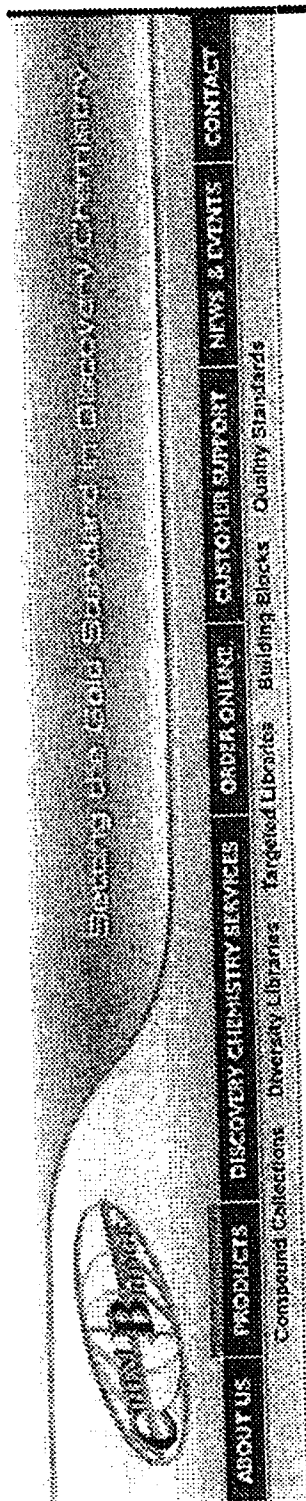 Setting the Gold Standard in Discovery Chemistry
ABOUT US PRODUCTS DISCOVERY CHEMISTRY SERVICES ORDER ONLINE CUSTOMER SUPPORT NEWS & EVENTS CONTACT
Compound Collections Diversity Libraries Targeted Libraries Building Blocks Quality Standards